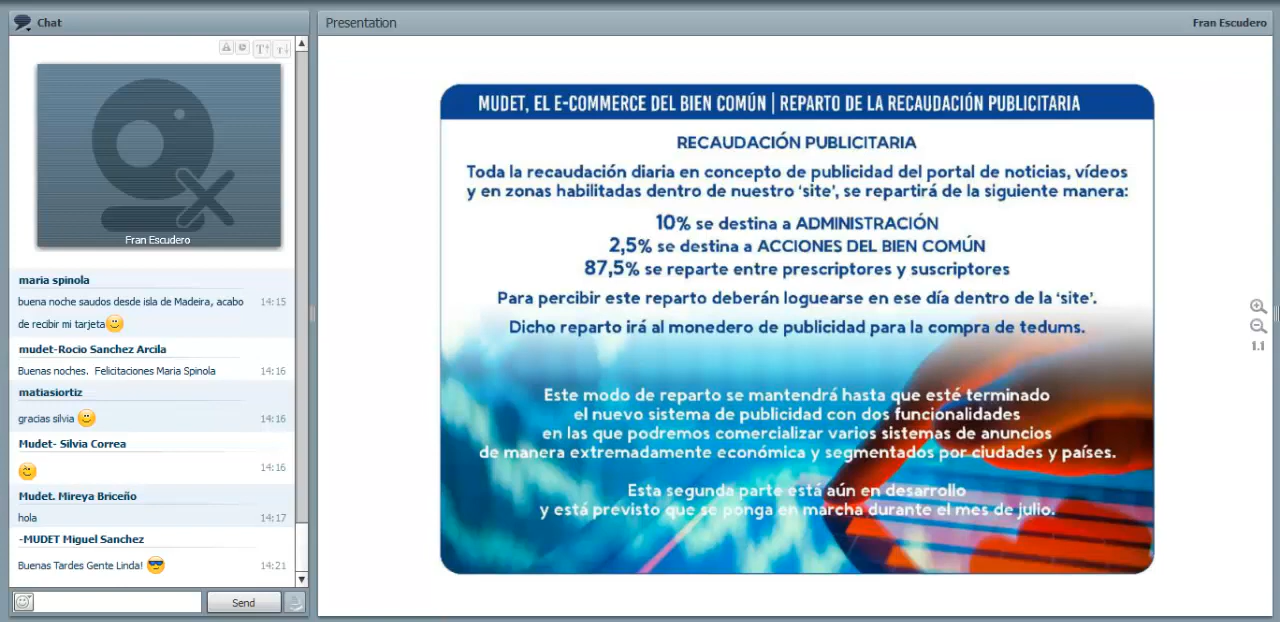 Chat
Fran Escudero
maria spinola
buena noche saudos desde isla de Madeira, acabo
de recibir mi tarjeta
14:15
mudet-Rocio Sanchez Arcila
Buenas noches. Felicitaciones Maria Spinola
14:16
matiasiortiz
gracias silvia
14:16
Mudet- Silvia Correa
14:16
Mudet. Mireya Briceño
hola
14:17
-MUDET Miguel Sanchez
Buenas Tardes Gente Linda!
14:21
Send
Presentation
Fran Escudero
MUDET, EL E-COMMERCE DEL BIEN COMÚN | REPARTO DE LA RECAUDACIÓN PUBLICITARIA
RECAUDACIÓN PUBLICITARIA
Toda la recaudación diaria en concepto de publicidad del portal de noticias, vídeos
y en zonas habilitadas dentro de nuestro ‘site’, se repartirá de la siguiente manera:
10% se destina a ADMINISTRACIÓN
2,5% se destina a ACCIONES DEL BIEN COMÚN
87,5% se reparte entre prescriptores y suscriptores
Para percibir este reparto deberán loguearse en ese día dentro de la ‘site’.
Dicho reparto irá al monedero de publicidad para la compra de tedums.
Este modo de reparto se mantendrá hasta que esté terminado
el nuevo sistema de publicidad con dos funcionalidades
en las que podremos comercializar varios sistemas de anuncios
de manera extremadamente económica y segmentados por ciudades y países.
Esta segunda parte está aún en desarrollo
y está previsto que se ponga en marcha durante el mes de julio.
1:1